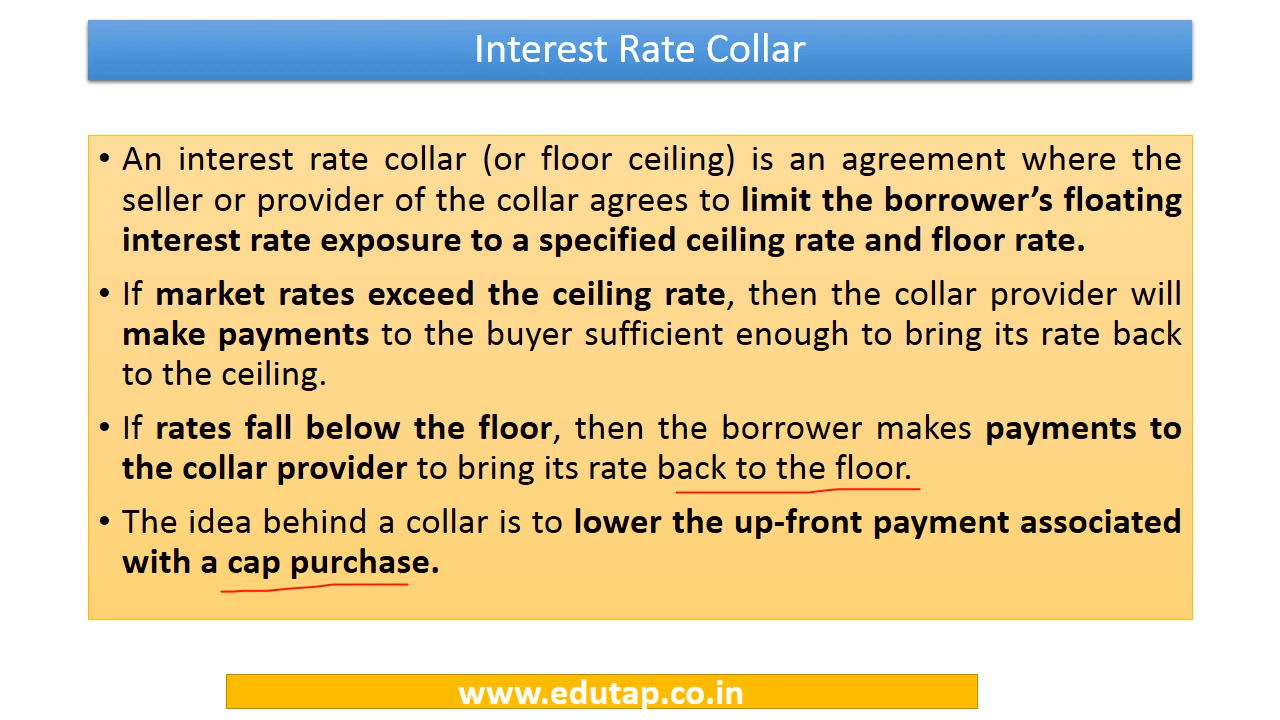 Interest Rate Collar
• An interest rate collar (or floor ceiling) is an agreement where the
seller or provider of the collar agrees to limit the borrower’s floating
interest rate exposure to a specified ceiling rate and floor rate.
• If market rates exceed the ceiling rate, then the collar provider will
make payments to the buyer sufficient enough to bring its rate back
to the ceiling.
• If rates fall below the floor, then the borrower makes payments to
the collar provider to bring its rate back to the floor.
• The idea behind a collar is to lower the up-front payment associated
with a cap purchase.
www.edutap.co.in